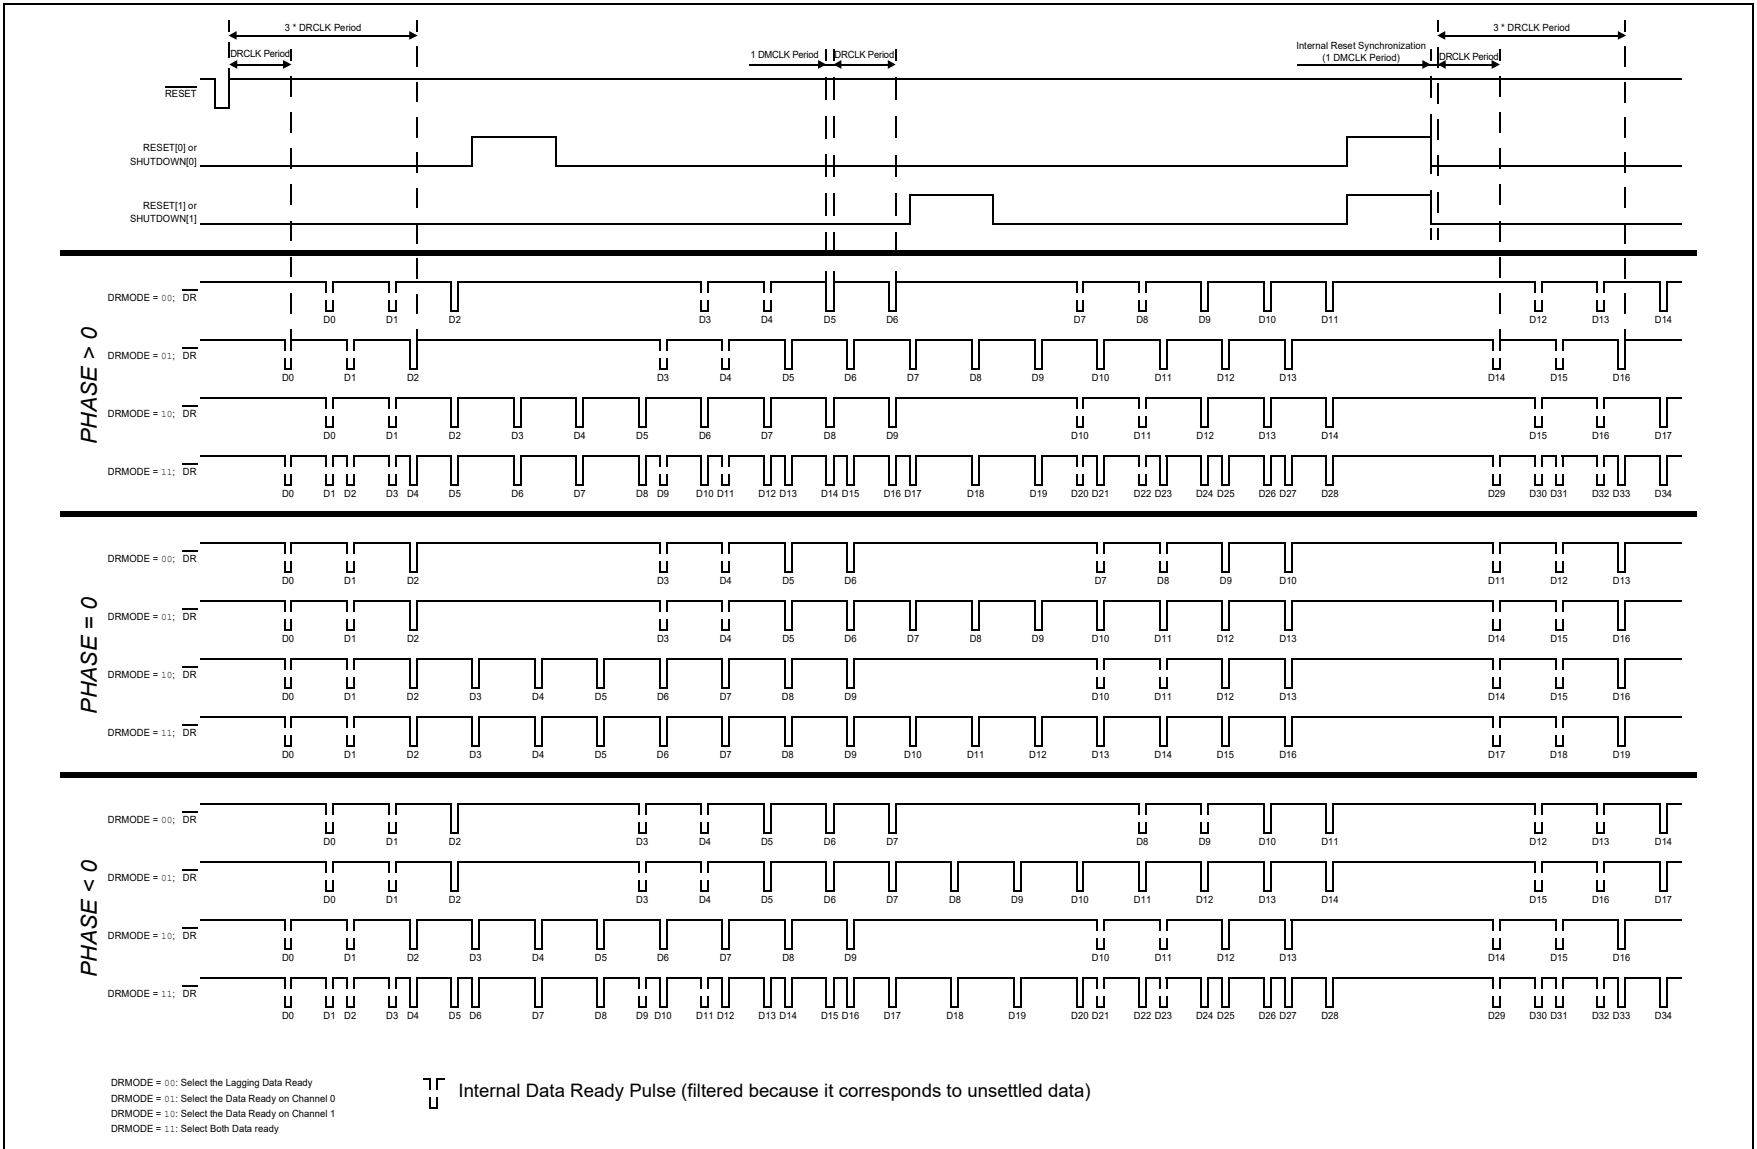 3 * DRCLK Period 3 * DRCLK Period
DRCLK Period 1 DMCLK Period DRCLK Period Internal Reset Synchronization
(1 DMCLK Period) DRCLK Period
RESET
RESET[0] or
SHUTDOWN[0]
RESET[1] or
SHUTDOWN[1]
PHASE > 0
DRMODE = 00; DR
D0 D1 D2 D3 D4 D5 D6 D7 D8 D9 D10 D11 D12 D13 D14
DRMODE = 01; DR
D0 D1 D2 D3 D4 D5 D6 D7 D8 D9 D10 D11 D12 D13 D14 D15 D16
DRMODE = 10; DR
D0 D1 D2 D3 D4 D5 D6 D7 D8 D9 D10 D11 D12 D13 D14 D15 D16 D17
DRMODE = 11; DR
D0 D1 D2 D3 D4 D5 D6 D7 D8 D9 D10 D11 D12 D13 D14 D15 D16 D17 D18 D19 D20 D21 D22 D23 D24 D25 D26 D27 D28 D29 D30 D31 D32 D33 D34
PHASE = 0
DRMODE = 00; DR
D0 D1 D2 D3 D4 D5 D6 D7 D8 D9 D10 D11 D12 D13
DRMODE = 01; DR
D0 D1 D2 D3 D4 D5 D6 D7 D8 D9 D10 D11 D12 D13 D14 D15 D16
DRMODE = 10; DR
D0 D1 D2 D3 D4 D5 D6 D7 D8 D9 D10 D11 D12 D13 D14 D15 D16
DRMODE = 11; DR
D0 D1 D2 D3 D4 D5 D6 D7 D8 D9 D10 D11 D12 D13 D14 D15 D16 D17 D18 D19
PHASE < 0
DRMODE = 00; DR
D0 D1 D2 D3 D4 D5 D6 D7 D8 D9 D10 D11 D12 D13 D14
DRMODE = 01; DR
D0 D1 D2 D3 D4 D5 D6 D7 D8 D9 D10 D11 D12 D13 D14 D15 D16 D17
DRMODE = 10; DR
D0 D1 D2 D3 D4 D5 D6 D7 D8 D9 D10 D11 D12 D13 D14 D15 D16
DRMODE = 11; DR
D0 D1 D2 D3 D4 D5 D6 D7 D8 D9 D10 D11 D12 D13 D14 D15 D16 D17 D18 D19 D20 D21 D22 D23 D24 D25 D26 D27 D28 D29 D30 D31 D32 D33 D34
DRMODE = 00: Select the Lagging Data Ready
DRMODE = 01: Select the Data Ready on Channel 0
DRMODE = 10: Select the Data Ready on Channel 1
DRMODE = 11: Select Both Data ready
Internal Data Ready Pulse (filtered because it corresponds to unsettled data)